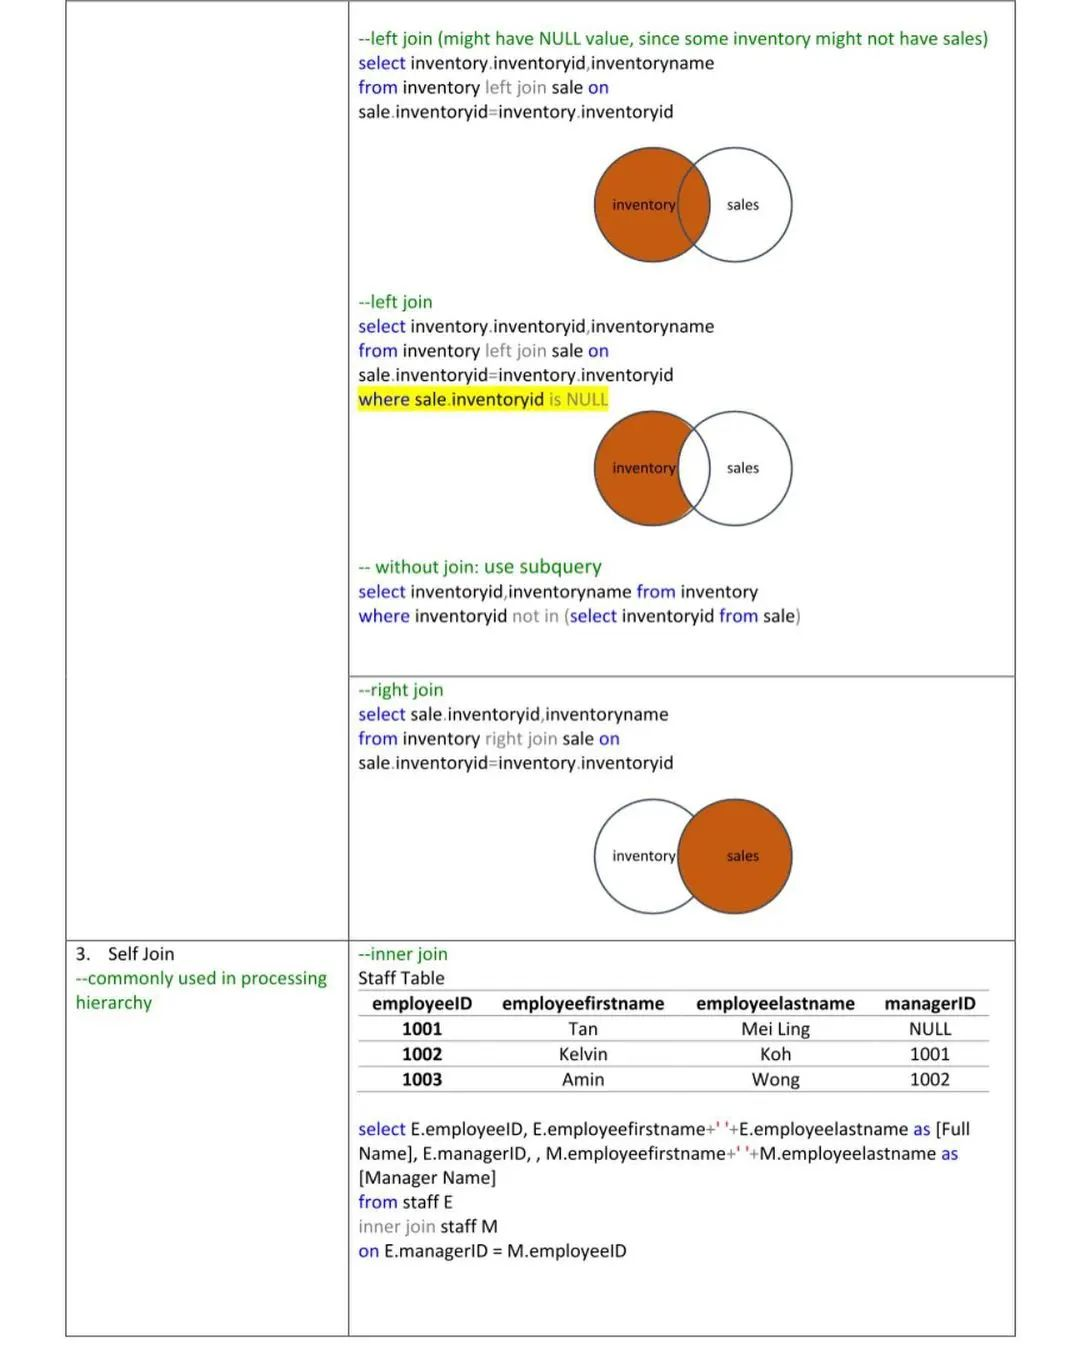 --left join (might have NULL value, since some inventory might not have sales)
select inventory.inventoryid,inventoryname
from inventory left join sale on
sale.inventoryid=inventory.inventoryid
inventory sales
--left join
select inventory.inventoryid,inventoryname
from inventory left join sale on
sale.inventoryid=inventory.inventoryid
where sale.inventoryid is NULL
inventory sales
-- without join: use subquery
select inventoryid,inventoryname from inventory
where inventoryid not in (select inventoryid from sale)
--right join
select sale.inventoryid,inventoryname
from inventory right join sale on
sale.inventoryid=inventory.inventoryid
inventory sales
3. Self Join
--commonly used in processing
hierarchy
--inner join
Staff Table
employeeID employeefirstname employeelastname managerID
1001 Tan Mei Ling NULL
1002 Kelvin Koh 1001
1003 Amin Wong 1002
select E.employeeID, E.employeefirstname+' '+E.employeelastname as [Full
Name], E.managerID, , M.employeefirstname+' '+M.employeelastname as
[Manager Name]
from staff E
inner join staff M
on E.managerID = M.employeeID